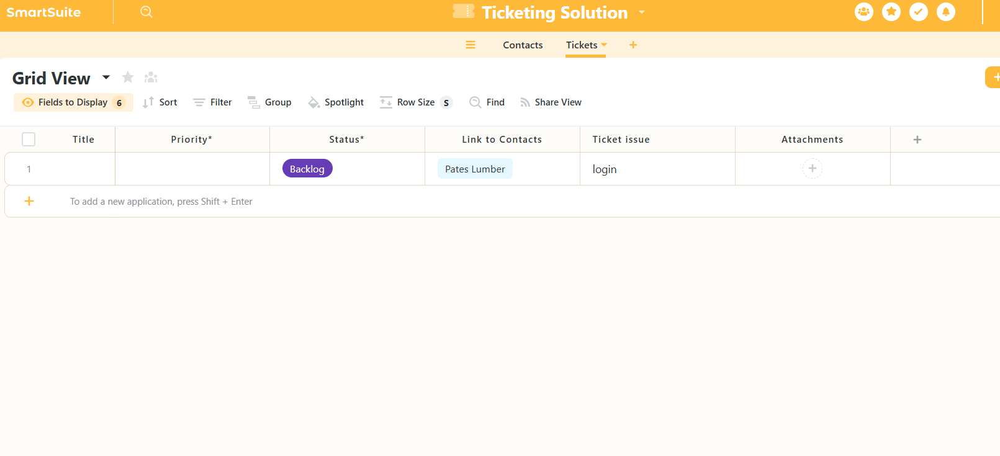 SmartSuite
Ticketing Solution
Contacts
Tickets
Grid View
Fields to Display 6
Sort
Filter
Group
Spotlight
Row Size S
Find
Share View
Title
Priority*
Status*
Link to Contacts
Ticket issue
Attachments
1
Backlog
Pates Lumber
login
To add a new application, press Shift + Enter